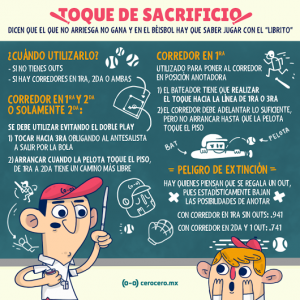 TOQUE DE SACRIFICIO
DICEN QUE EL QUE NO ARRIESGA NO GANA Y EN EL BÉISBOL HAY QUE SABER JUGAR CON EL "LIBRITO"
¿CUÁNDO UTILIZARLO?
- SI NO TIENES OUTS
- SI HAY CORREDORES EN 1RA, 2DA O AMBAS
CORREDOR EN 1RA Y 2DA
O SOLAMENTE 2DA:
SE DEBE UTILIZAR EVITANDO EL DOBLE PLAY
1) TOCAR HACIA 3RA OBLIGANDO AL ANTESALISTA
A SALIR POR LA BOLA
2) ARRANCAR CUANDO LA PELOTA TOQUE EL PISO,
DE 1RA A 2DA TIENE UN CAMINO MÁS LIBRE
CORREDOR EN 1RA
UTILIZADO PARA PONER AL CORREDOR
EN POSICIÓN ANOTADORA
1) EL BATEADOR TIENE QUE REALIZAR
EL TOQUE HACIA LA LÍNEA DE 1RA O 3RA
2) EL CORREDOR DEBE ADELANTAR LO SUFICIENTE,
PERO NO ARRANCAR HASTA QUE LA PELOTA
TOQUE EL PISO
BAT
PELOTA
= PELIGRO DE EXTINCIÓN =
HAY QUIENES PIENSAN QUE SE REGALA UN OUT,
PUES ESTADÍSTICAMENTE BAJAN
LAS POSIBILIDADES DE ANOTAR
CON CORREDOR EN 1RA SIN OUTS: .941
CON CORREDOR EN 2DA Y 1 OUT: .741
(o-o) cerocero.mx